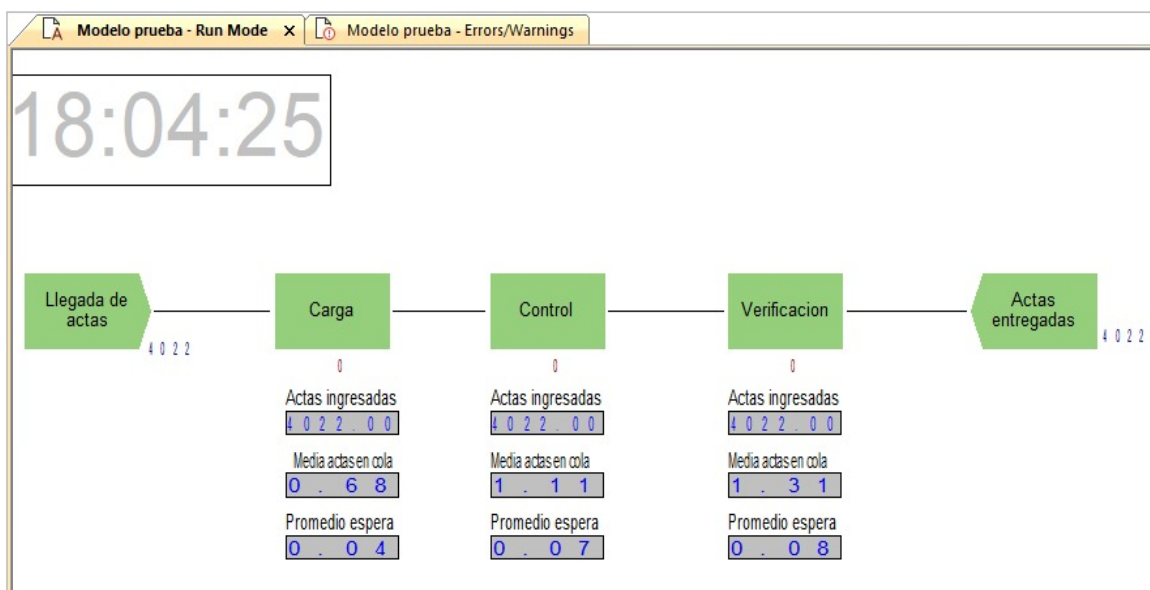 Modelo prueba - Run Mode
Modelo prueba - Errors/Warnings
18:04:25
Llegada de
actas
4022
Carga
0
Actas ingresadas
4022.00
Media actas en cola
0.68
Promedio espera
0.04
Control
0
Actas ingresadas
4022.00
Media actas en cola
1.11
Promedio espera
0.07
Verificacion
0
Actas ingresadas
4022.00
Media actas en cola
1.31
Promedio espera
0.08
Actas
entregadas
4022